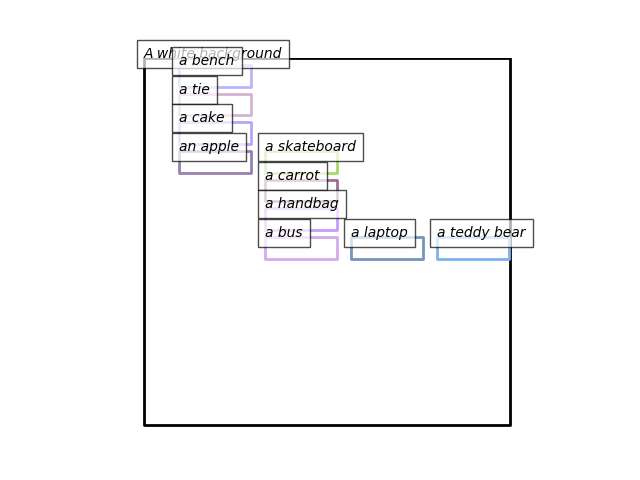 A white background
a bench
a tie
a cake
an apple
a skateboard
a carrot
a handbag
a bus
a laptop
a teddy bear